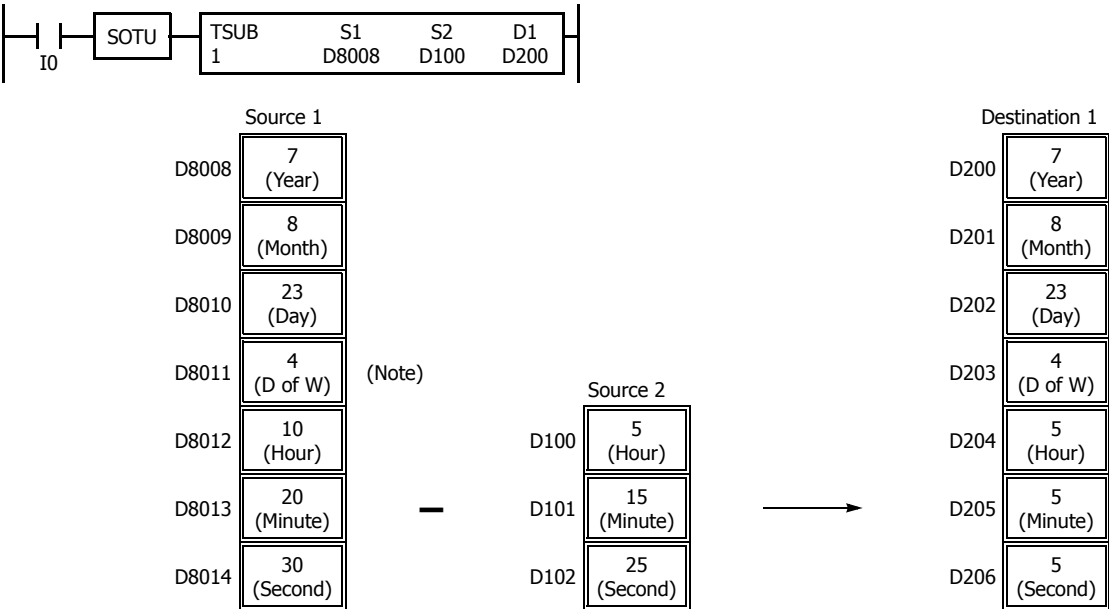 I0
SOTU
TSUB S1 S2 D1
1 D8008 D100 D200
Source 1
D8008 7
(Year)
D8009 8
(Month)
D8010 23
(Day)
D8011 4
(D of W)
(Note)
D8012 10
(Hour)
D8013 20
(Minute)
D8014 30
(Second)
–
Source 2
D100 5
(Hour)
D101 15
(Minute)
D102 25
(Second)
Destination 1
D200 7
(Year)
D201 8
(Month)
D202 23
(Day)
D203 4
(D of W)
D204 5
(Hour)
D205 5
(Minute)
D206 5
(Second)